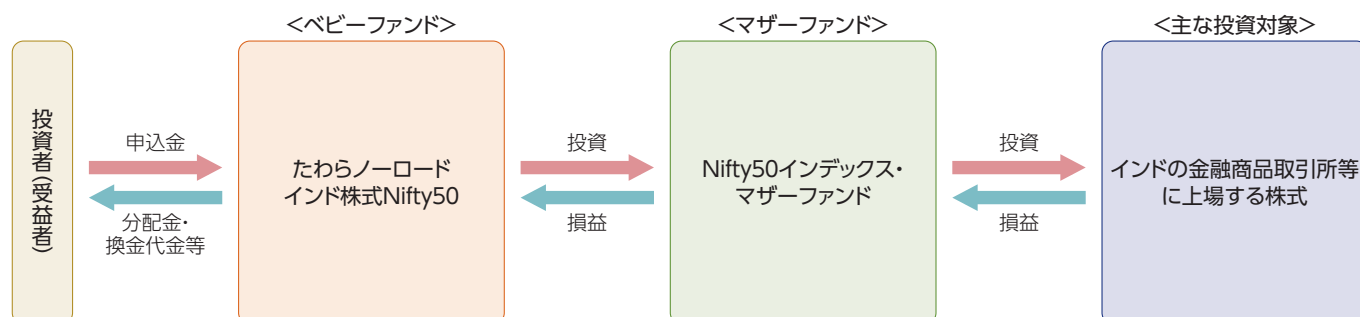 <ベビーファンド>
<マザーファンド>
<主な投資対象>
投資者(受益者)
申込金
分配金・
換金代金等
たわらノーロード
インド株式Nifty50
投資
損益
Nifty50インデックス・
マザーファンド
投資
損益
インドの金融商品取引所等
に上場する株式